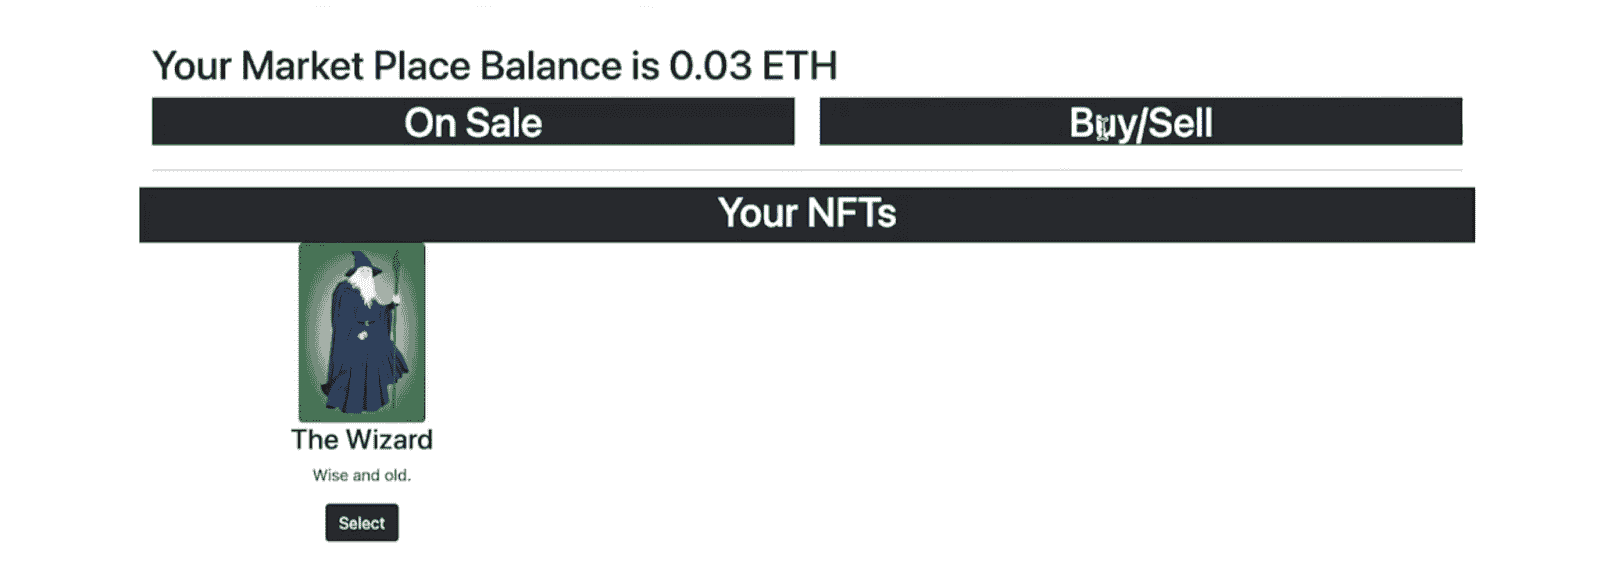 Your Market Place Balance is 0.03 ETH
On Sale
Buy/Sell
Your NFTs
The Wizard
Wise and old.
Select